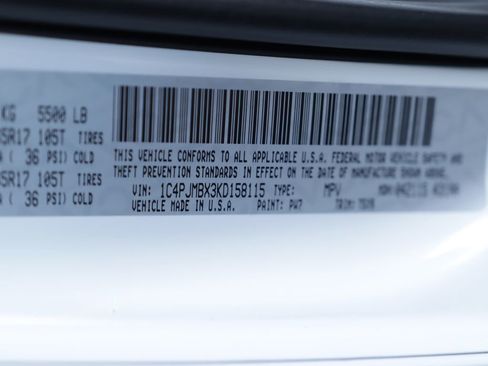 KG 5500 LB
5R17 105T TIRES
( 36 PSI) COLD
5R17 105T TIRES
( 36 PSI) COLD
THIS VEHICLE CONFORMS TO ALL APPLICABLE U.S.A. FEDERAL MOTOR VEHICLE SAFETY AND
THEFT PREVENTION STANDARDS IN EFFECT ON THE DATE OF MANUFACTURE SHOWN ABOVE.
VIN: 1C4PJMBX3KD158115 TYPE: MPV
VEHICLE MADE IN U.S.A. PAINT: PW7 TRIM: